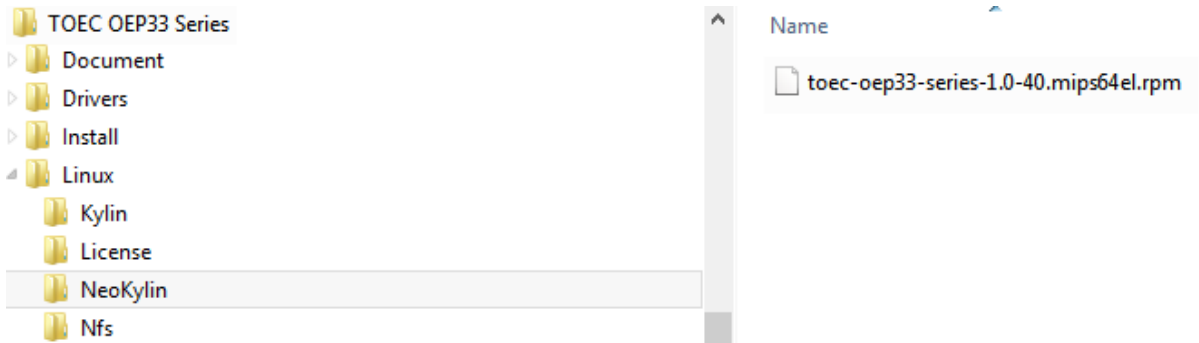 TOEC OEP33 Series
Document
Drivers
Install
Linux
Kylin
License
NeoKylin
Nfs
Name
toec-oep33-series-1.0-40.mips64el.rpm